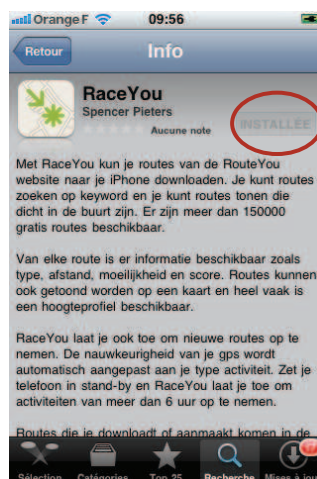 Orange F 09:56
Retour Info
RaceYou
Spencer Pieters
Aucune note
INSTALLEE
Met RaceYou kun je routes van de RouteYou
website naar je iPhone downloaden. Je kunt routes
zoeken op keyword en je kunt routes tonen die
dicht in de buurt zijn. Er zijn meer dan 150000
gratis routes beschikbaar.
Van elke route is er informatie beschikbaar zoals
type, afstand, moeilijkheid en score. Routes kunnen
ook getoond worden op een kaart en heel vaak is
een hoogteprofiel beschikbaar.
RaceYou laat je ook toe om nieuwe routes op te
nemen. De nauwkeurigheid van je gps wordt
automatisch aangepast aan je type activiteit. Zet je
telefoon in stand-by en RaceYou laat je toe om
activiteiten van meer dan 6 uur op te nemen.
Routes die je downloadt of aanmaakt komen in de
Sélection Catégories Top 25 Recherche Mises à jou